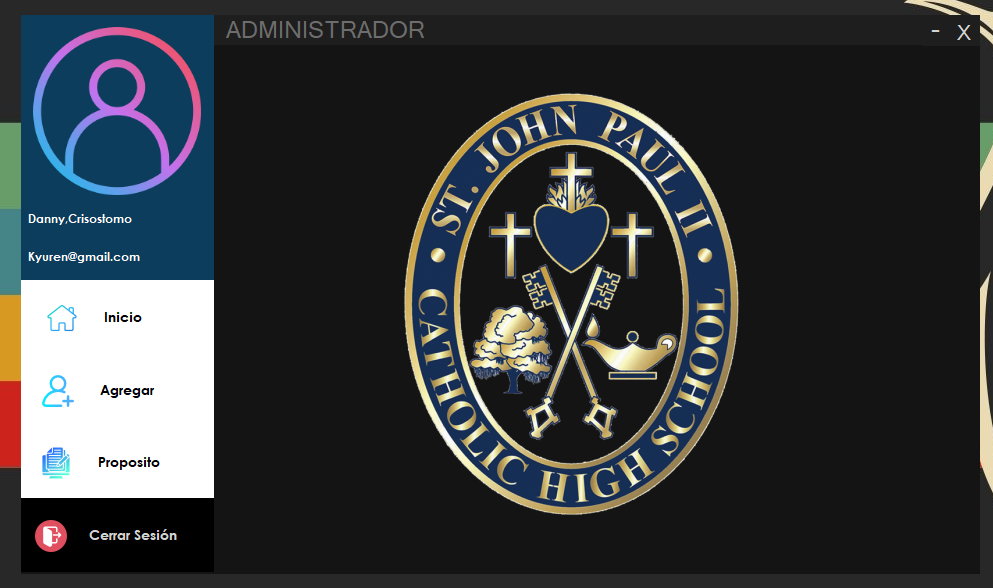 ADMINISTRADOR
- X
Danny,Crisostomo
Kyuren@gmail.com
Inicio
Agregar
Proposito
Cerrar Sesión
ST. JOHN PAUL II
CATHOLIC HIGH SCHOOL